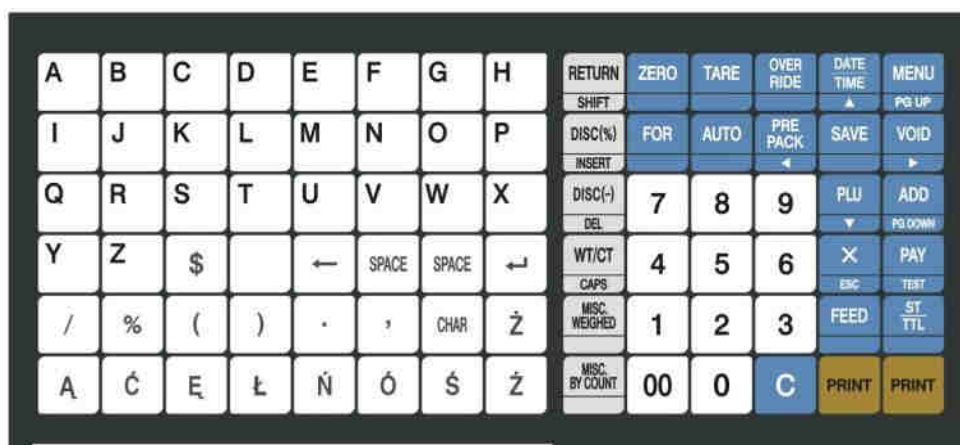 A B C D E F G H
I J K L M N O P
Q R S T U V W X
Y Z $ ← SPACE SPACE ↵
/ % ( ) . , CHAR Ż
Ą Ć Ę Ł Ń Ó Ś Ź
RETURN ZERO TARE OVER RIDE DATE TIME MENU
SHIFT ▲ PG UP
DISC(%) FOR AUTO PRE PACK SAVE VOID
INSERT ◄ ►
DISC(-) 7 8 9 PLU ADD
DEL ▼ PG DOWN
WT/CT 4 5 6 X PAY
CAPS ESC TEST
MISC. WEIGHED 1 2 3 FEED ST TTL
MISC. BY COUNT 00 0 C PRINT PRINT